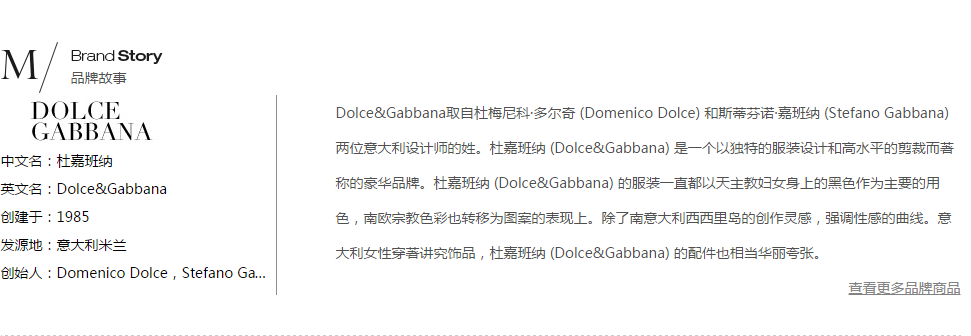 M/ Brand Story
品牌故事
DOLCE
GABBANA
中文名：杜嘉班纳
英文名：Dolce&Gabbana
创建于：1985
发源地：意大利米兰
创始人：Domenico Dolce，Stefano Ga...
Dolce&Gabbana取自杜梅尼科·多尔奇 (Domenico Dolce) 和斯蒂芬诺·嘉班纳 (Stefano Gabbana)
两位意大利设计师的姓。杜嘉班纳 (Dolce&Gabbana) 是一个以独特的服装设计和高水平的剪裁而著
称的豪华品牌。杜嘉班纳 (Dolce&Gabbana) 的服装一直都以天主教妇女身上的黑色作为主要的用
色，南欧宗教色彩也转移为图案的表现上。除了南意大利西西里岛的创作灵感，强调性感的曲线。意
大利女性穿著讲究饰品，杜嘉班纳 (Dolce&Gabbana) 的配件也相当华丽夸张。
查看更多品牌商品